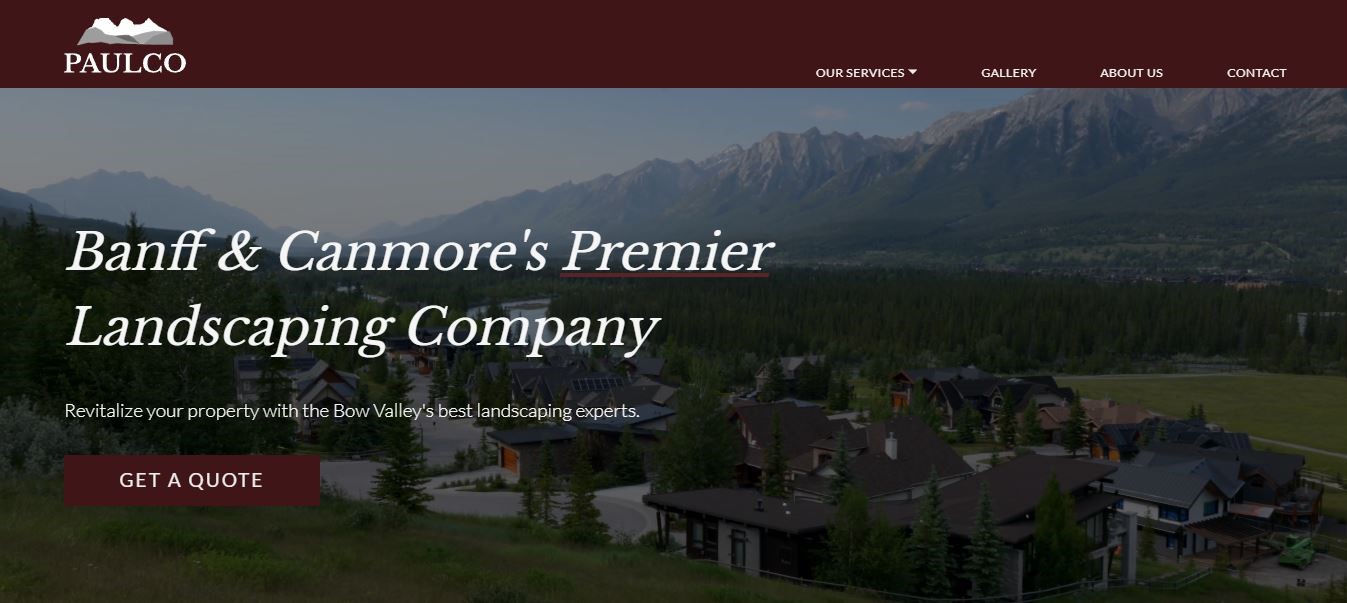 PAULCO
OUR SERVICES
GALLERY
ABOUT US
CONTACT
Banff & Canmore's Premier
Landscaping Company
Revitalize your property with the Bow Valley's best landscaping experts.
GET A QUOTE